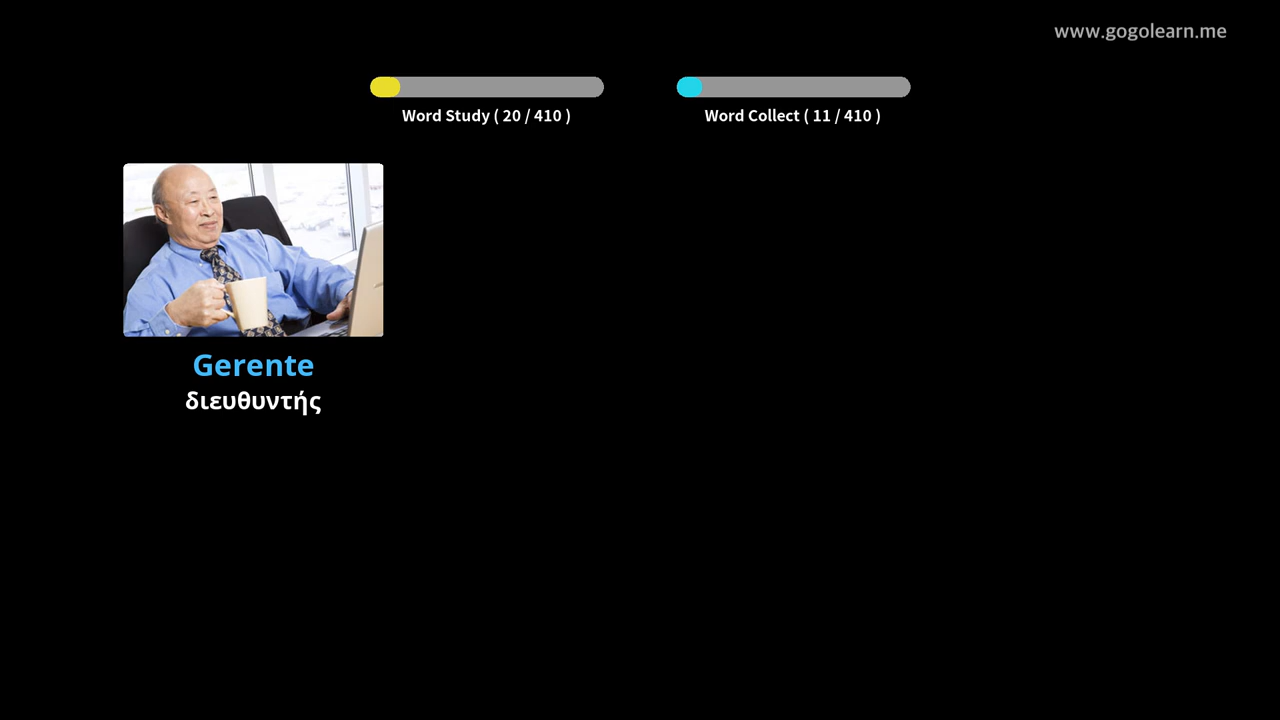 www.gogolearn.me
Word Study ( 20 / 410 )
Word Collect ( 11 / 410 )
Gerente
διευθυντής